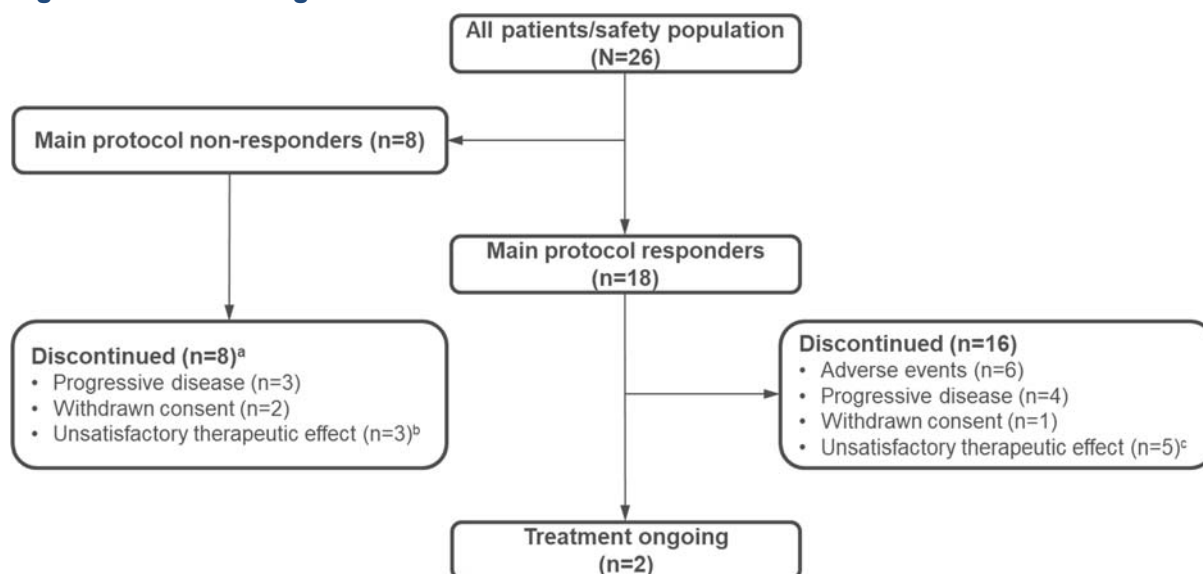 All patients/safety population
(N=26)
Main protocol non-responders (n=8)
Main protocol responders
(n=18)
Discontinued (n=8)ᵃ
• Progressive disease (n=3)
• Withdrawn consent (n=2)
• Unsatisfactory therapeutic effect (n=3)ᵇ
Discontinued (n=16)
• Adverse events (n=6)
• Progressive disease (n=4)
• Withdrawn consent (n=1)
• Unsatisfactory therapeutic effect (n=5)ᶜ
Treatment ongoing
(n=2)